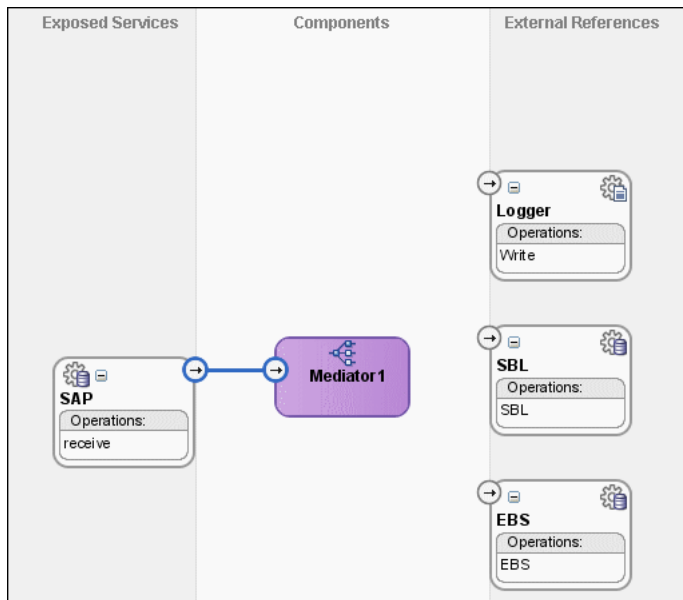 Exposed Services
Components
External References
Logger
Operations:
Write
SAP
Operations:
receive
Mediator1
SBL
Operations:
SBL
EBS
Operations:
EBS